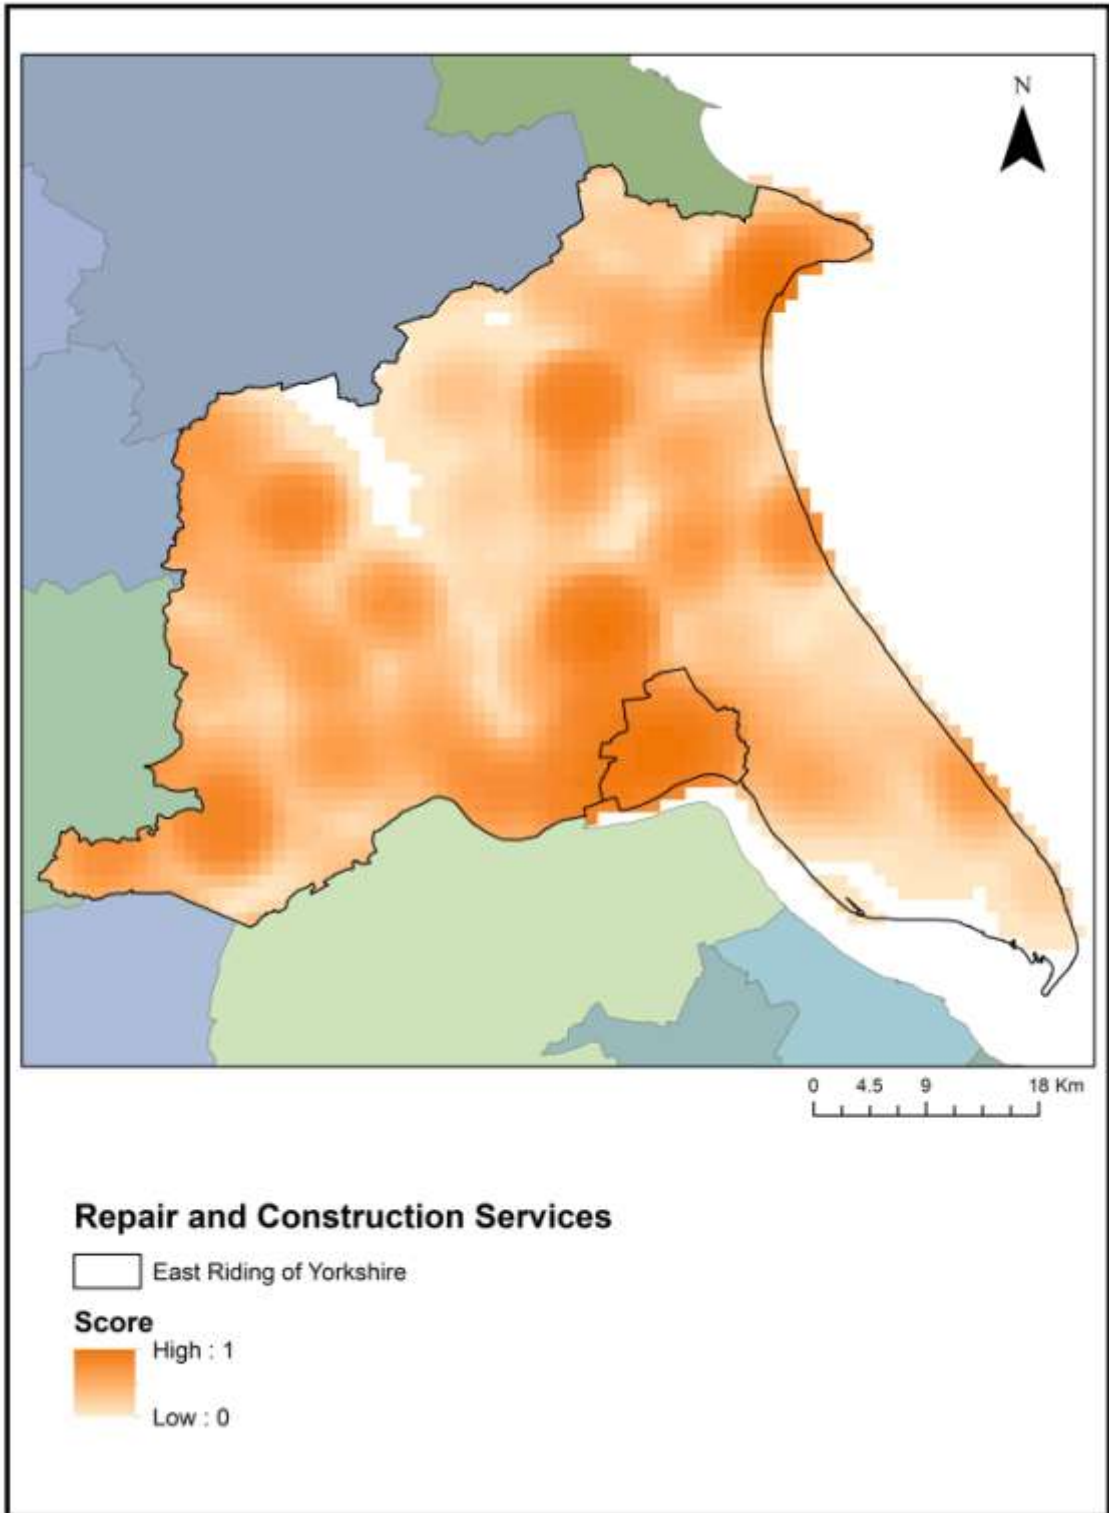 N
0 4.5 9 18 Km
Repair and Construction Services
East Riding of Yorkshire
Score
High : 1
Low : 0